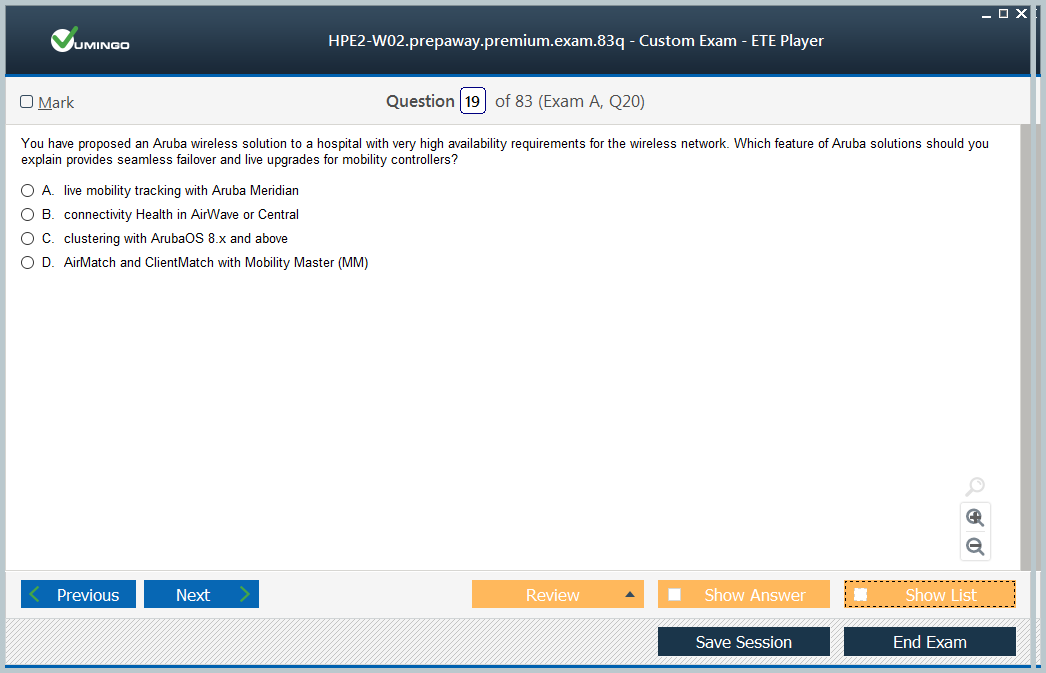 VUMINGO
HPE2-W02.prepaway.premium.exam.83q - Custom Exam - ETE Player
Mark
Question 19 of 83 (Exam A, Q20)
You have proposed an Aruba wireless solution to a hospital with very high availability requirements for the wireless network. Which feature of Aruba solutions should you
explain provides seamless failover and live upgrades for mobility controllers?
A. live mobility tracking with Aruba Meridian
B. connectivity Health in AirWave or Central
C. clustering with ArubaOS 8.x and above
D. AirMatch and ClientMatch with Mobility Master (MM)
Previous Next Review Show Answer Show List
Save Session End Exam